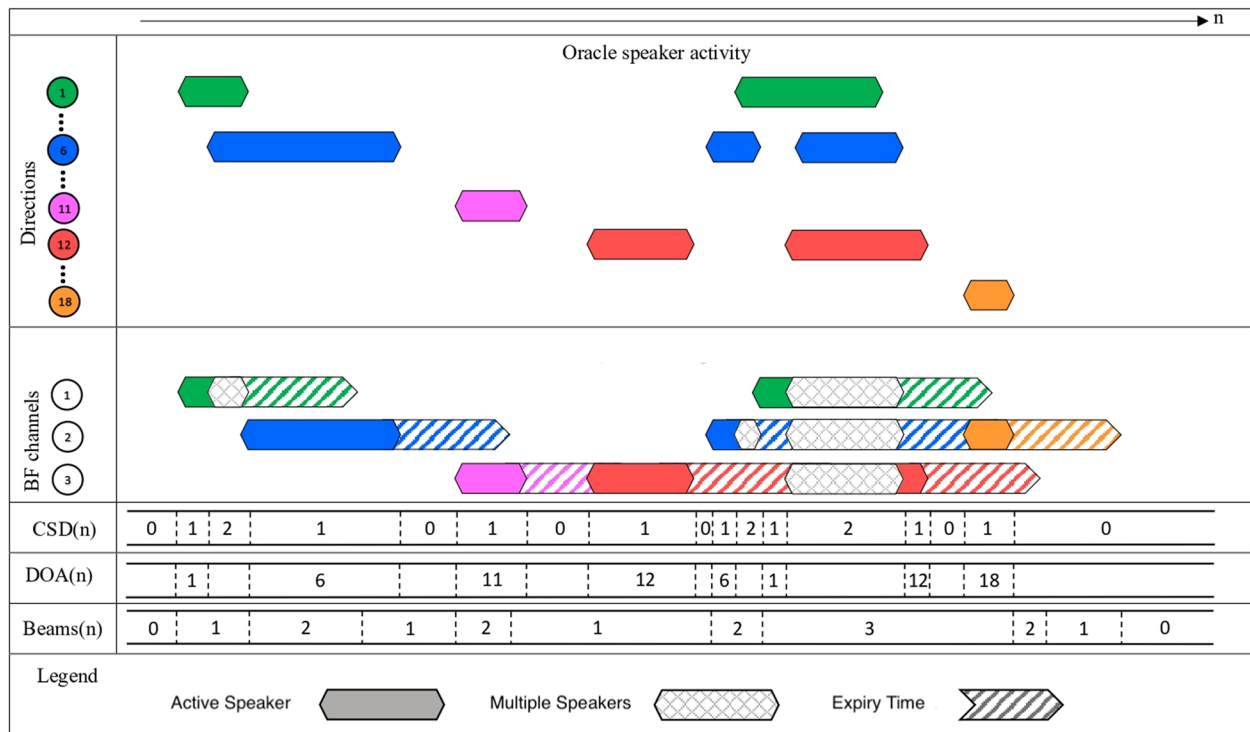 n
Oracle speaker activity
Directions
1
6
11
12
18
BF channels
1
2
3
CSD(n) 0 1 2 1 0 1 0 1 0 1 2 1 2 1 0 1 0
DOA(n) 1 6 11 12 6 1 12 18
Beams(n) 0 1 2 1 2 1 2 3 2 1 0
Legend
Active Speaker Multiple Speakers Expiry Time